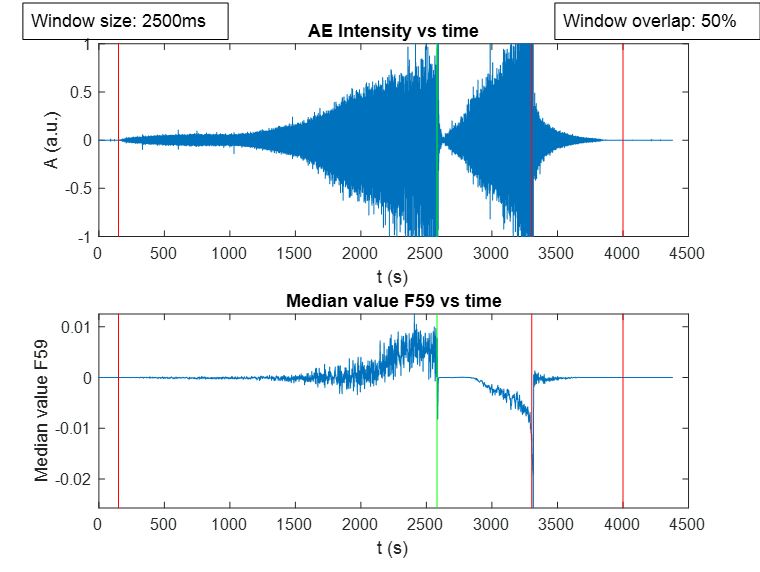 Window size: 2500ms
Window overlap: 50%
AE Intensity vs time
1
0.5
0
-0.5
-1
A (a.u.)
0 500 1000 1500 2000 2500 3000 3500 4000 4500
t (s)
Median value F59 vs time
0.01
0
-0.01
-0.02
Median value F59
0 500 1000 1500 2000 2500 3000 3500 4000 4500
t (s)